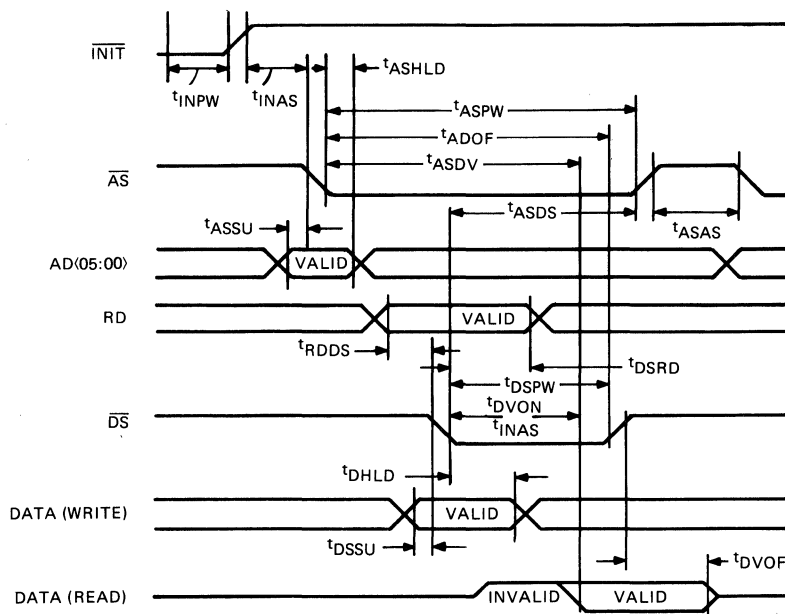 INIT
tINPW
tINAS
tASHLD
tASPW
tADOF
tASDV
AS
tASDS
tASAS
tASSU
AD⟨05:00⟩
VALID
RD
VALID
tRDDS
tDSRD
tDSPW
tDVON
tINAS
DS
tDHLD
DATA (WRITE)
VALID
tDSSU
tDVOF
DATA (READ)
INVALID
VALID